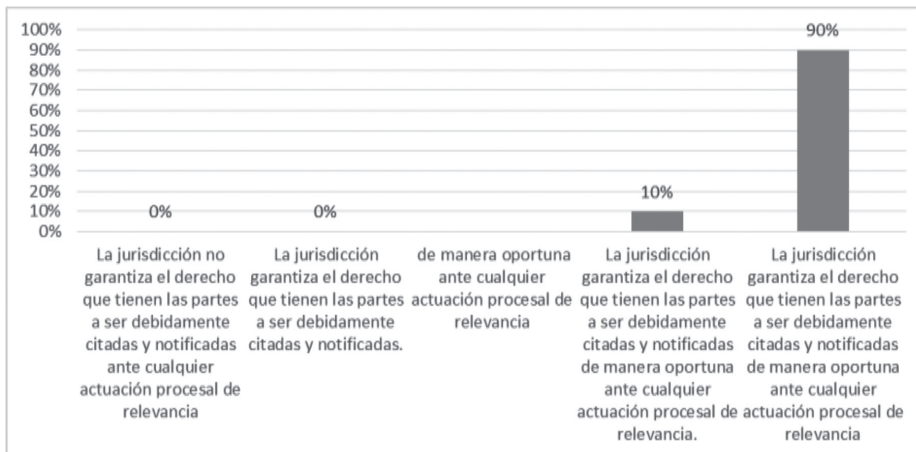 100%
90%
80%
70%
60%
50%
40%
30%
20%
10%
0%
0%
0%
10%
90%
La jurisdicción no
garantiza el derecho
que tienen las partes
a ser debidamente
citadas y notificadas
ante cualquier
actuación procesal de
relevancia
La jurisdicción
garantiza el derecho
que tienen las partes
a ser debidamente
citadas y notificadas.
de manera oportuna
ante cualquier
actuación procesal de
relevancia
La jurisdicción
garantiza el derecho
que tienen las partes
a ser debidamente
citadas y notificadas
de manera oportuna
ante cualquier
actuación procesal de
relevancia.
La jurisdicción
garantiza el derecho
que tienen las partes
a ser debidamente
citadas y notificadas
de manera oportuna
ante cualquier
actuación procesal de
relevancia